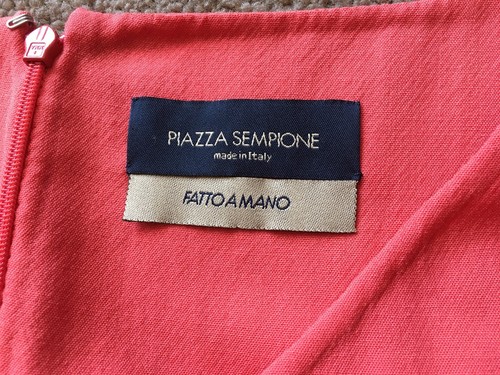 PIAZZA SEMPIONE
made in Italy
FATTO A MANO